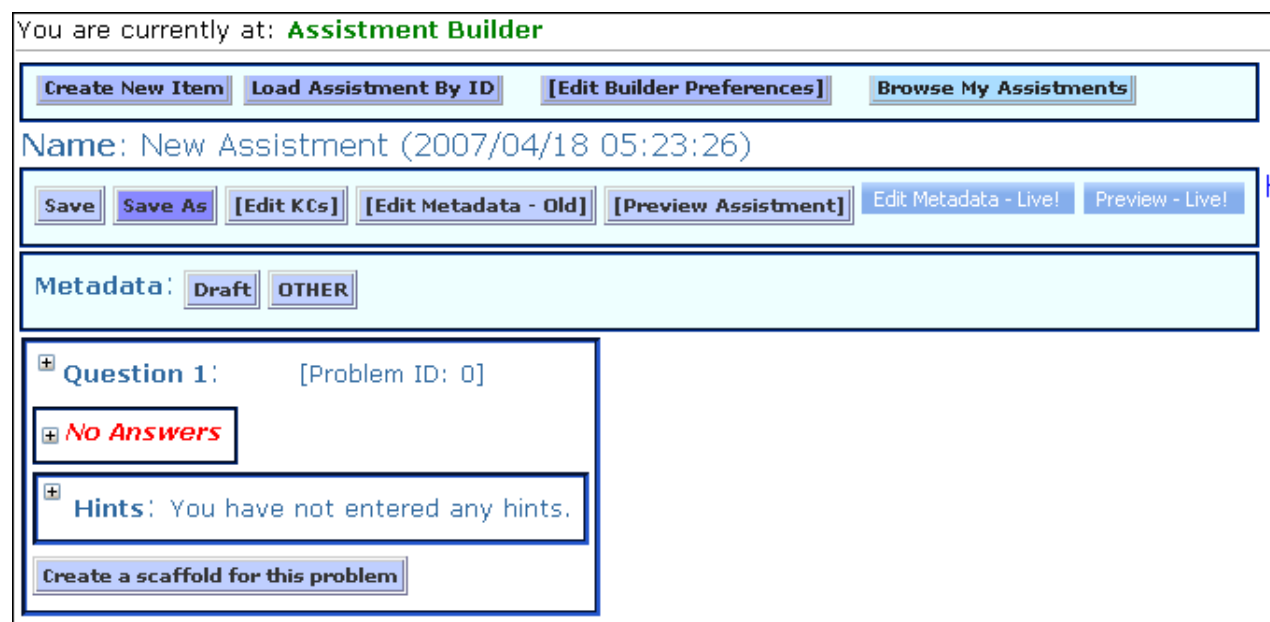 You are currently at: Assistment Builder
Create New Item Load Assistment By ID [Edit Builder Preferences] Browse My Assistments
Name: New Assistment (2007/04/18 05:23:26)
Save Save As [Edit KCs] [Edit Metadata - Old] [Preview Assistment] Edit Metadata - Live! Preview - Live!
Metadata: Draft OTHER
Question 1: [Problem ID: 0]
No Answers
Hints: You have not entered any hints.
Create a scaffold for this problem